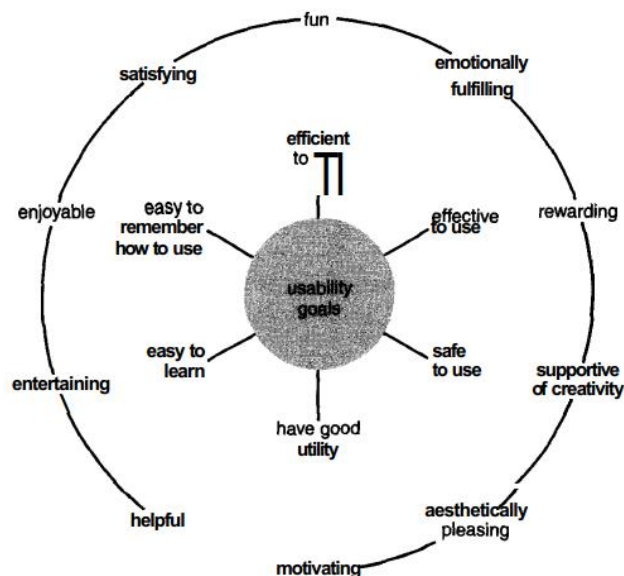 fun
satisfying
emotionally
fulfilling
efficient
to
enjoyable
easy to
remember
how to use
effective
to use
rewarding
usability
goals
easy to
learn
safe
to use
entertaining
supportive
of creativity
have good
utility
helpful
aesthetically
pleasing
motivating